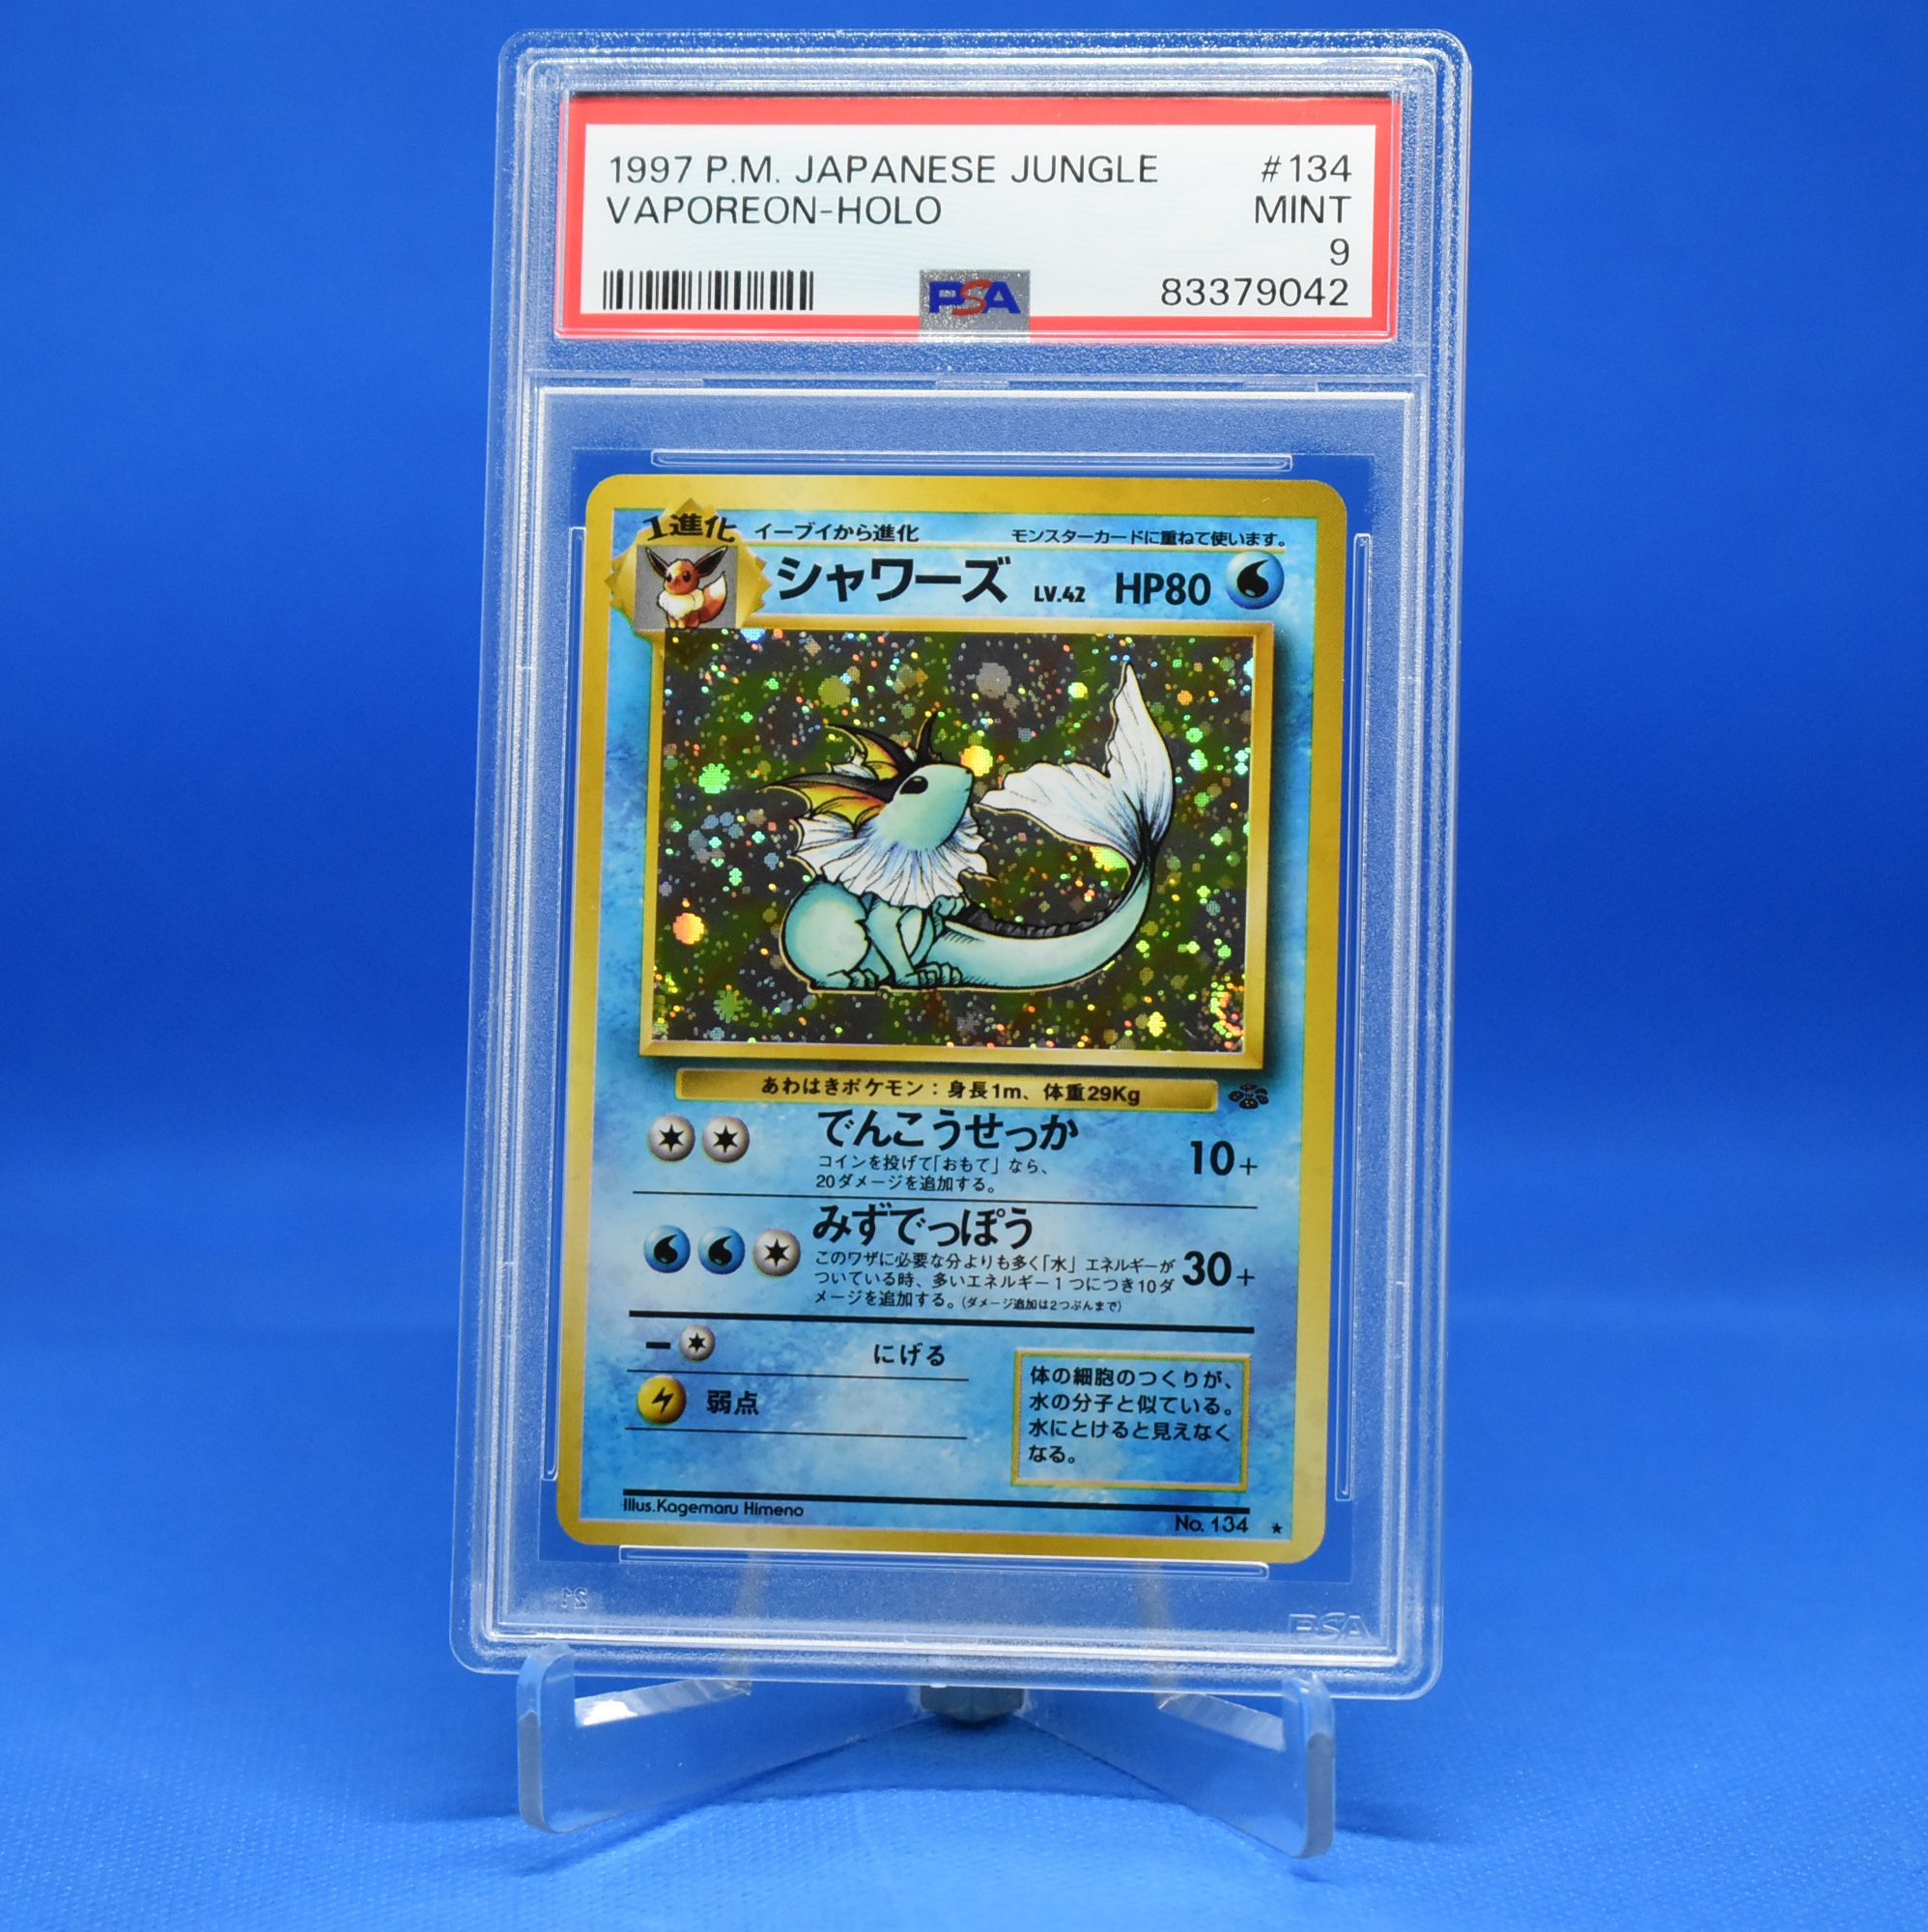 1997 P.M. JAPANESE JUNGLE #134
VAPOREON-HOLO MINT
9
PSA 83379042
1進化 イーブイから進化 モンスターカードに重ねて使います。
シャワーズ LV.42 HP80
あわはきポケモン：身長1m、体重29Kg
でんこうせっか 10+
コインを投げて「おもて」なら、
20ダメージを追加する。
みずでっぽう 30+
このワザに必要な分よりも多く「水」エネルギーが
ついている時、多いエネルギー1つにつき10ダ
メージを追加する。(ダメージ追加は2つぶんまで)
－ にげる
弱点
体の細胞のつくりが、
水の分子と似ている。
水にとけると見えなく
なる。
Illus.Kagemaru Himeno
No. 134 ★
21
PSA